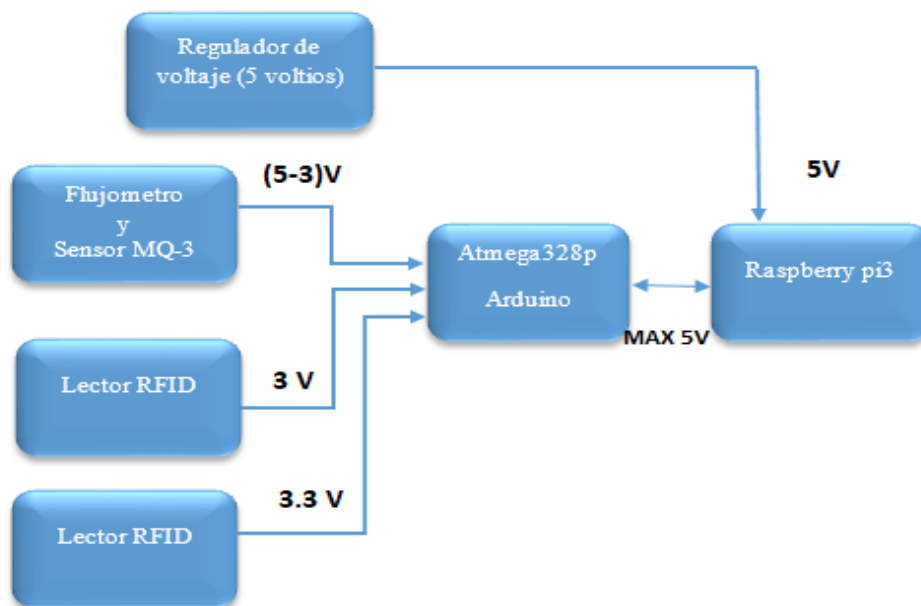 Regulador de
voltaje (5 voltios)
(5-3)V
5V
Flujometro
y
Sensor MQ-3
Atmega328p
Arduino
Raspberry pi3
MAX 5V
Lector RFID
3 V
3.3 V
Lector RFID